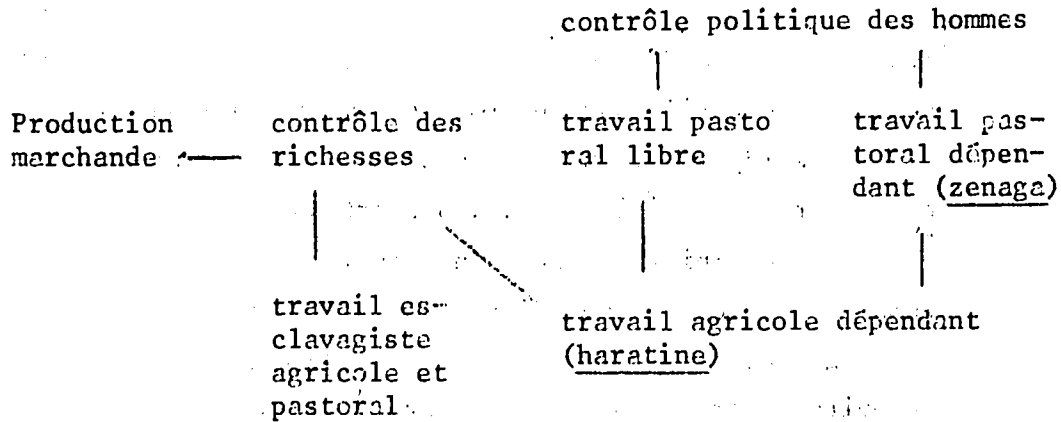 contrôle politique des hommes
Production
marchande
contrôle des
richesses
travail pasto
ral libre
travail pas-
toral dépen-
dant (zenaga)
travail es-
clavagiste
agricole et
pastoral
travail agricole dépendant
(haratine)